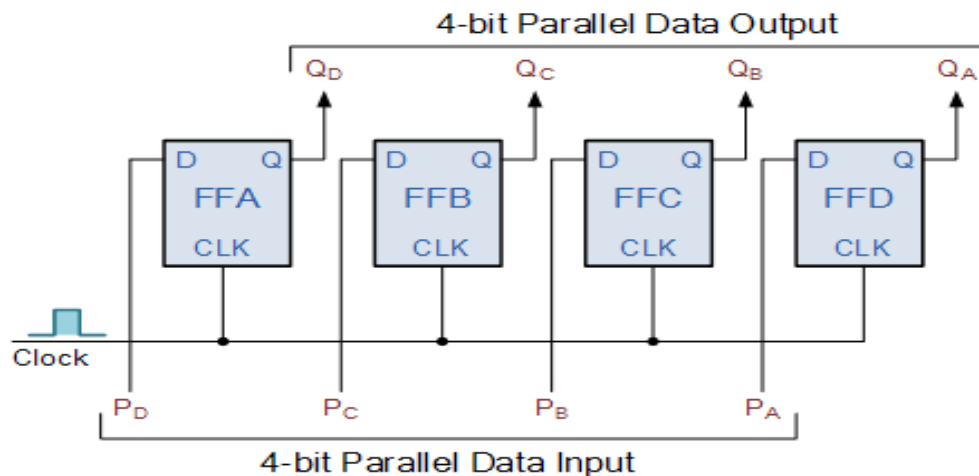 4-bit Parallel Data Output
QD QC QB QA
D Q D Q D Q D Q
FFA FFB FFC FFD
CLK CLK CLK CLK
Clock
PD PC PB PA
4-bit Parallel Data Input